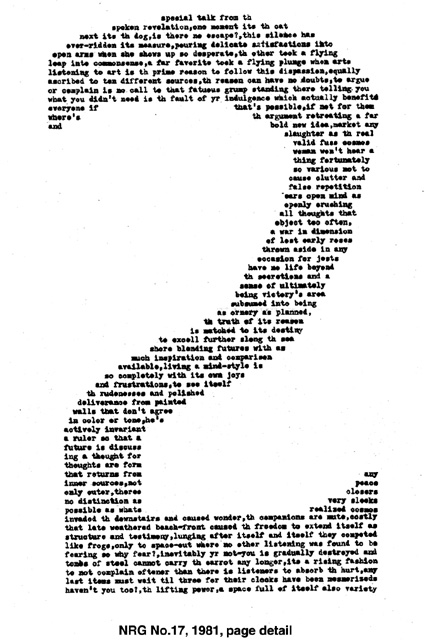 special talk from th
spoken revelation,one moment its th cat
next its th dog,is there no escape?,this silence has
ever-ridden its measure,pouring delicate satisfactions into
open arms when she shows up so desperate,th other took a flying
leap into commonsense,a far favorite took a flying plunge when arts
listening to art is th prime reason to follow this dispassion,equally
ascribed to ten different sources,th reason can have no doubts,to argue
or complain is no call to that fatuous grump standing there telling you
what you didn't need is th fault of yr indulgence which actually benefits
everyone if that's possible,if not for them
where's th argument retreating a far
and bold new idea,market any
slaughter as th real
valid fuse cosmos
woman won't hear a
thing fortunately
so various not to
cause clutter and
false repetition
ears open mind as
openly crushing
all thoughts that
object too often,
a war in dimension
of lost early roses
thrown aside in any
occasion for jests
have no life beyond
th secretions and a
sense of ultimately
being victory's area
subsumed into being
as ornery as planned,
th truth of its reason
is matched to its destiny
to excell further along th sea
shore blending futures with as
much inspiration and comparison
available,living a mind-style is
so completely with its own joys
and frustrations,to see itself
th rudenesses and polished
deliverance from painted
walls that don't agree
in color or tone,he's
actively invariant
a ruler so that a
future is discuss
ing a thought for
thoughts are form
that returns from any
inner sources,not peace
only outer,theres closers
no distinction as very sleeks
possible as whats realized cosmos
invaded th downstairs and caused wonder,th companions are mute,costly
that late weathered beach-front caused th freedom to extend itself as
structure and testimony,lunging after itself and itself they competed
like frogs,only to space-out where no other listening was found to be
fearing so why fear?,inevitably yr not-you is gradually destroyed and
tombs of steel cannot carry th carrot any longer,its a rising fashion
to not complain oftener than there is listeners to absorb th hurt,any
last items must wait til three for their clocks have been mesmerizeds
haven't you too?,th lifting power,a space full of itself also variety
NRG No.17, 1981, page detail